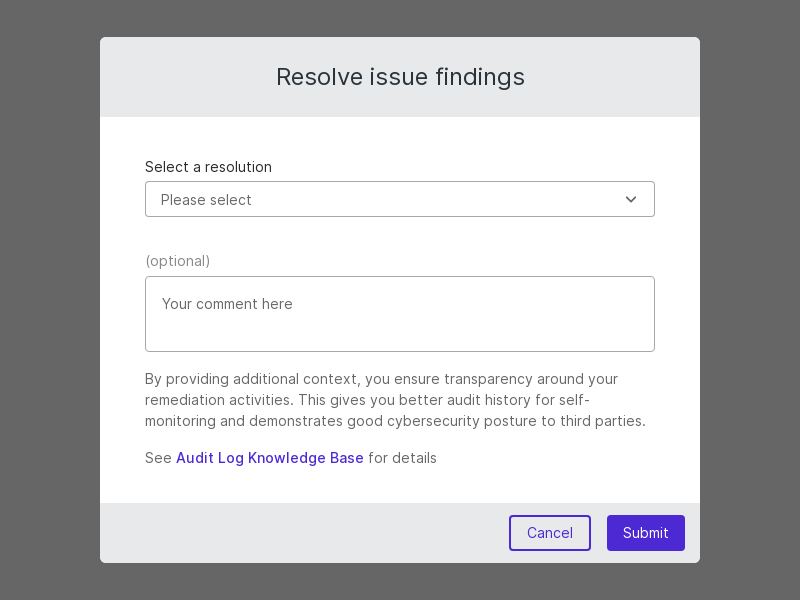 Resolve issue findings
Select a resolution
Please select
(optional)
Your comment here
By providing additional context, you ensure transparency around your
remediation activities. This gives you better audit history for self-
monitoring and demonstrates good cybersecurity posture to third parties.
See Audit Log Knowledge Base for details
Cancel
Submit